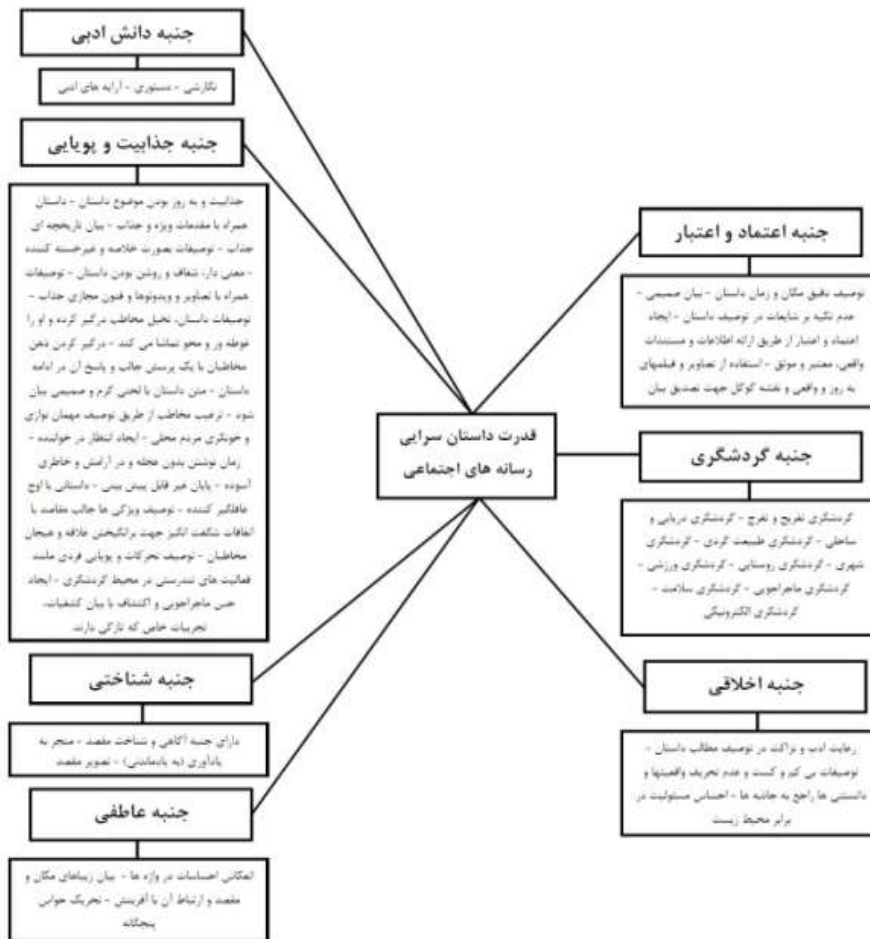 جنبه دانش ادبی
نگارشی - دستوری - آرایه های ادبی
جنبه جذابیت و پویایی
جذابیت و به روز بودن موضوع داستان - داستان
همراه با مقدمات ویژه و جذاب - بیان تاریخچه ای
جذاب - توصیفات بصورت خلاصه و غیرخسته کننده
- معنی دار، شفاف و روشن بودن داستان - توصیفات
همراه با تصاویر و ویدوئوها و فنون مجازی جذاب -
توصیفات داستان، تخیل مخاطب درگیر کرده و او را
غوطه ور و محو تماشا می کند - درگیر کردن ذهن
مخاطبان با یک پرسش جالب و پاسخ آن در ادامه
داستان - متن داستان با لحنی گرم و صمیمی بیان
شود - ترغیب مخاطب از طریق توصیف مهمان نوازی
و خونگری مردم محلی - ایجاد انتظار در خواننده -
زمان نوشتن بدون عجله و در آرامش و خاطری
آسوده - پایان غیر قابل پیش بینی - داستانی با اوج
غافلگیر کننده - توصیف ویژگی ها جالب مقاصد با
اتفاقات شگفت انگیز جهت برانگیختن علاقه و هیجان
مخاطبان - توصیف تحرکات و پویایی فردی مانند
فعالیت های تندرستی در محیط گردشگری - ایجاد
حس ماجراجویی و اکتشاف با بیان کشفیات،
تجربیات خاص که تازگی دارند.
جنبه شناختی
دارای جنبه آگاهی و شناخت مقصد - منجر به
یادآوری (به یادماندنی) - تصویر مقصد
جنبه عاطفی
انعکاس احساسات در واژه ها - بیان زیباهای مکان و
مقصد و ارتباط آن با آفرینش - تحریک حواس
پنجگانه
قدرت داستان سرایی
رسانه های اجتماعی
جنبه اعتماد و اعتبار
توصیف دقیق مکان و زمان داستان - بیان صمیمی -
عدم تکیه بر شایعات در توصیف داستان - ایجاد
اعتماد و اعتبار از طریق ارائه اطلاعات و مستندات
واقعی، معتبر و موثق - استفاده از تصاویر و فیلمهای
به روز و واقعی و نقشه گوگل جهت تصدیق بیان
جنبه گردشگری
گردشگری تفریح و تفرج - گردشگری دریایی و
ساحلی - گردشگری طبیعت گردی - گردشگری
شهری - گردشگری روستایی - گردشگری ورزشی -
گردشگری ماجراجویی - گردشگری سلامت -
گردشگری الکترونیکی
جنبه اخلاقی
رعایت ادب و نزاکت در توصیف مطالب داستان -
توصیفات بی کم و کست و عدم تحریف واقعیتها و
دانستنی ها راجع به جاذبه ها - احساس مسئولیت در
برابر محیط زیست